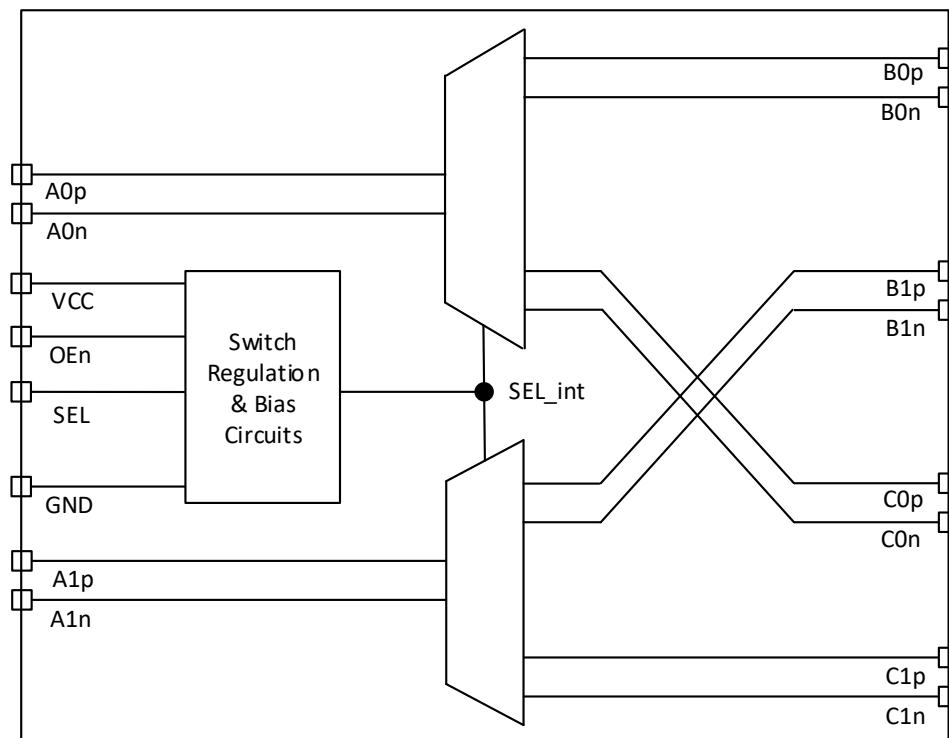 B0p
B0n
A0p
A0n
VCC
OEn
SEL
GND
Switch
Regulation
& Bias
Circuits
SEL_int
B1p
B1n
C0p
C0n
A1p
A1n
C1p
C1n